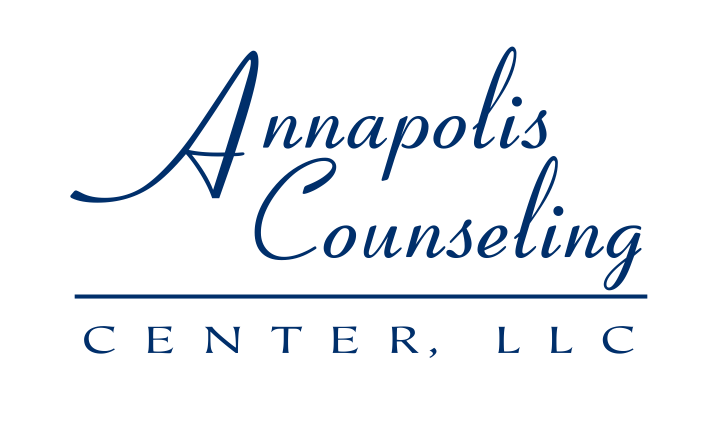 Annapolis
Counseling
CENTER, LLC